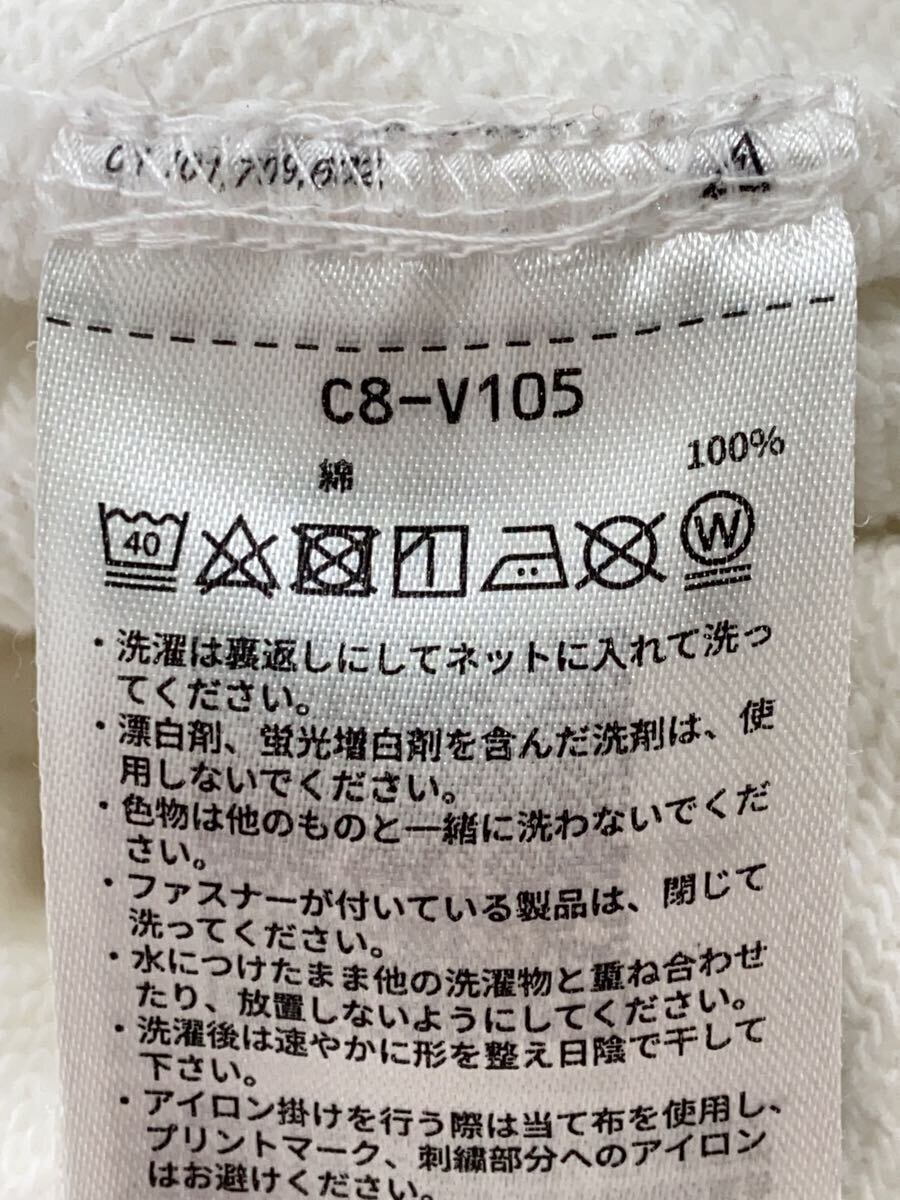 C8-V105
綿 100%
40 W
・洗濯は裏返しにしてネットに入れて洗っ
てください。
・漂白剤、蛍光増白剤を含んだ洗剤は、使
用しないでください。
・色物は他のものと一緒に洗わないでくだ
さい。
・ファスナーが付いている製品は、閉じて
洗ってください。
・水につけたまま他の洗濯物と重ね合わせ
たり、放置しないようにしてください。
・洗濯後は速やかに形を整え日陰で干して
下さい。
・アイロン掛けを行う際は当て布を使用し、
プリントマーク、刺繍部分へのアイロン
はお避けください。